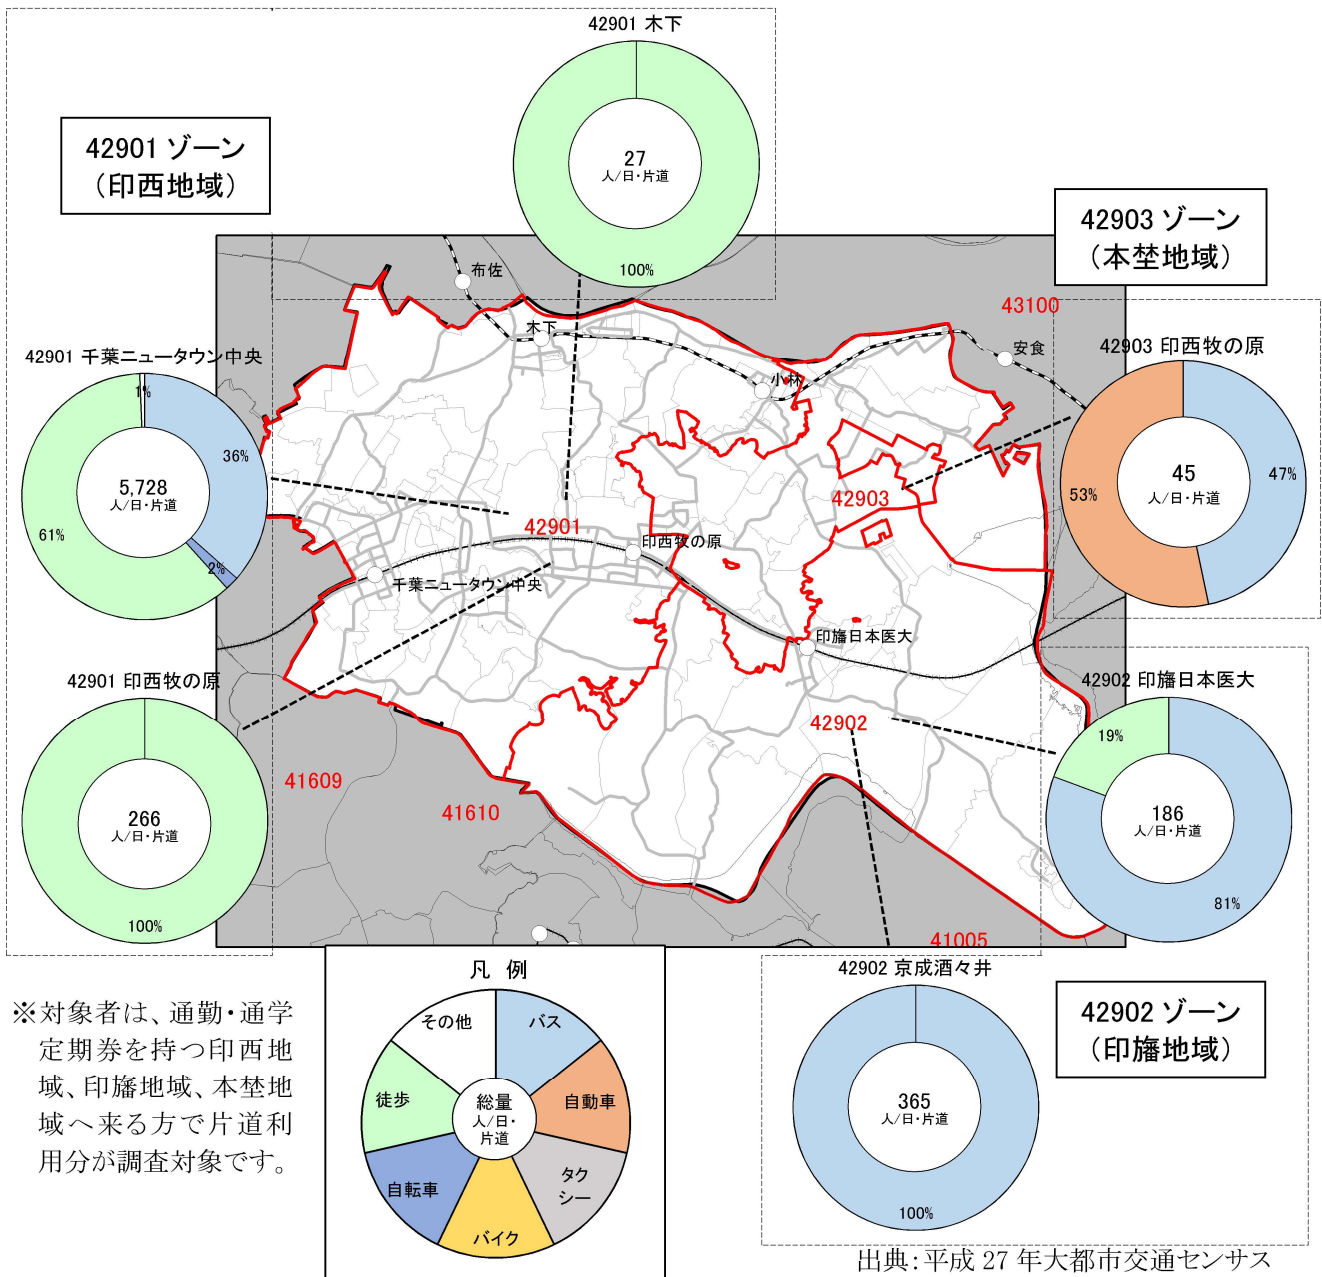 42901 木下
27
人/日・片道
100%
42901 ゾーン
（印西地域）
42903 ゾーン
（本埜地域）
43100
布佐
木下
小林
安食
42901 千葉ニュータウン中央
1%
36%
5,728
人/日・片道
61%
2%
42903 印西牧の原
45
人/日・片道
47%
53%
42903
42901
印西牧の原
千葉ニュータウン中央
印旛日本医大
42901 印西牧の原
266
人/日・片道
100%
42902 印旛日本医大
19%
186
人/日・片道
81%
42902
41609
41610
41005
42902 京成酒々井
365
人/日・片道
100%
42902 ゾーン
（印旛地域）
凡 例
その他
バス
徒歩
総量
人/日・
片道
自動車
自転車
タク
シー
バイク
※対象者は、通勤・通学
定期券を持つ印西地
域、印旛地域、本埜地
域へ来る方で片道利
用分が調査対象です。
出典：平成 27 年大都市交通センサス